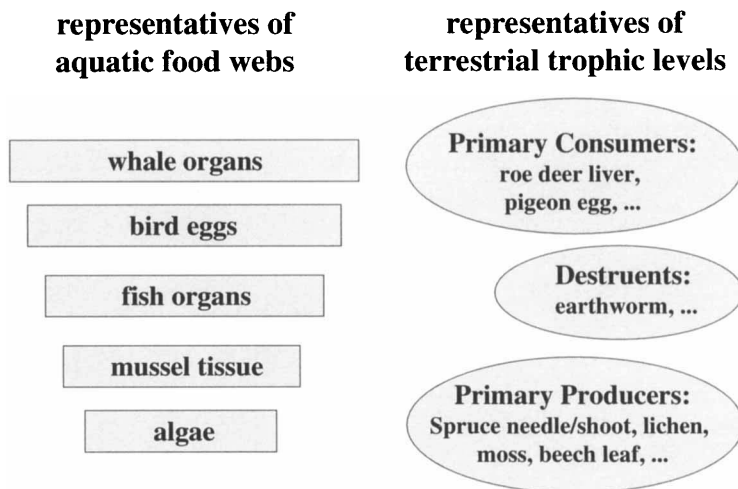 representatives of
aquatic food webs
whale organs
bird eggs
fish organs
mussel tissue
algae
representatives of
terrestrial trophic levels
Primary Consumers:
roe deer liver,
pigeon egg, ...
Destruents:
earthworm, ...
Primary Producers:
Spruce needle/shoot, lichen,
moss, beech leaf, ...